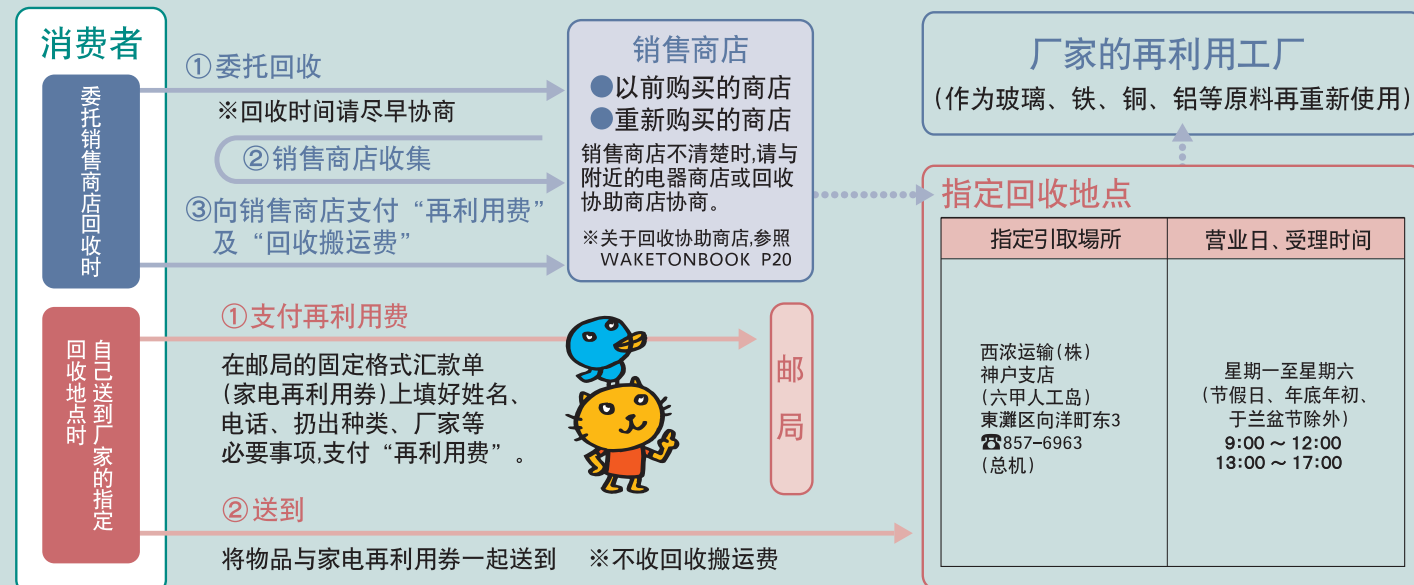 消费者
委托销售商店回收时
①委托回收
※回收时间请尽早协商
②销售商店收集
③向销售商店支付“再利用费”
及“回收搬运费”
销售商店
●以前购买的商店
●重新购买的商店
销售商店不清楚时,请与
附近的电器商店或回收
协助商店协商。
※关于回收协助商店,参照
WAKETONBOOK P20
厂家的再利用工厂
(作为玻璃、铁、铜、铝等原料再重新使用)
自己送到厂家的指定
回收地点时
①支付再利用费
在邮局的固定格式汇款单
(家电再利用券)上填好姓名、
电话、扔出种类、厂家等
必要事项,支付“再利用费”。
邮局
②送到
将物品与家电再利用券一起送到 ※不收回收搬运费
指定回收地点
指定引取場所
营业日、受理时间
西浓运输(株)
神户支店
(六甲人工岛)
東灘区向洋町东3
☎857-6963
(总机)
星期一至星期六
(节假日、年底年初、
于兰盆节除外)
9:00 ～ 12:00
13:00 ～ 17:00